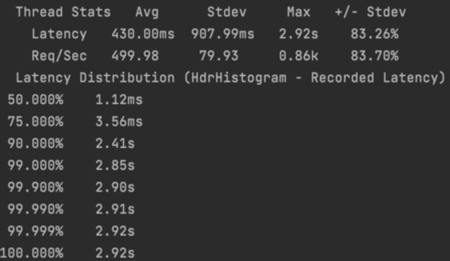 Thread Stats   Avg      Stdev     Max   +/- Stdev
Latency   430.00ms  907.99ms   2.92s    83.26%
Req/Sec   499.98     79.93     0.86k    83.70%
Latency Distribution (HdrHistogram - Recorded Latency)
50.000%    1.12ms
75.000%    3.56ms
90.000%    2.41s
99.000%    2.85s
99.900%    2.90s
99.990%    2.91s
99.999%    2.92s
100.000%    2.92s